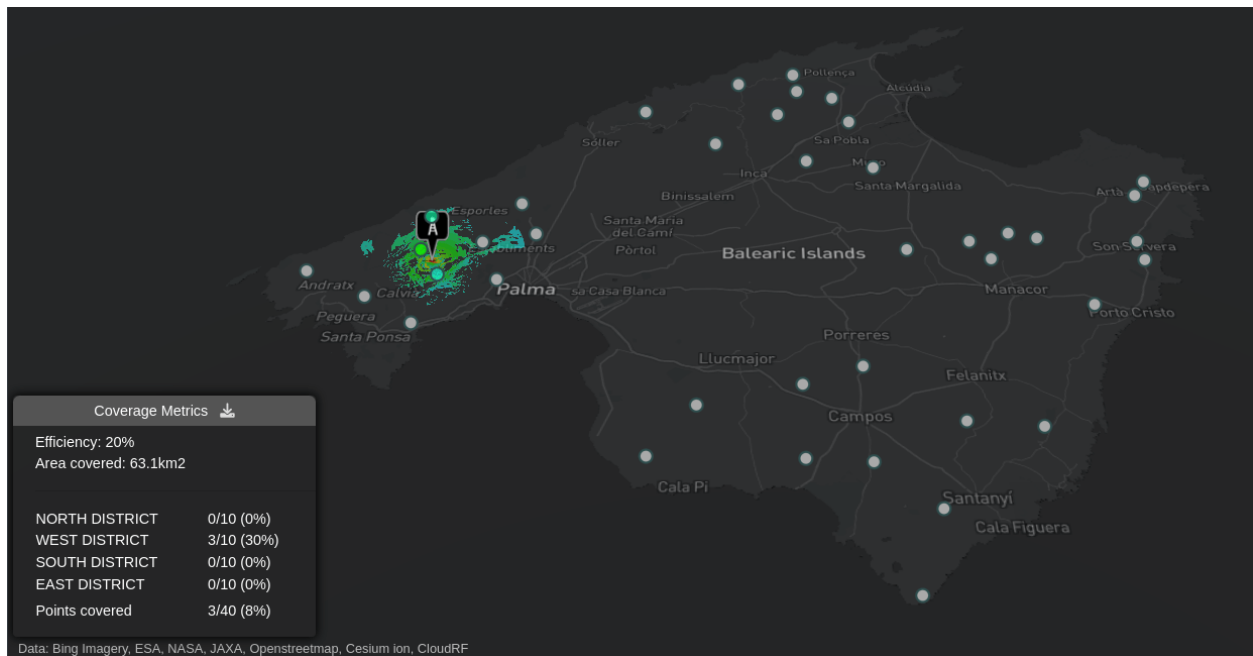 Pollença
Alcúdia
Sóller
Sa Pobla
Muro
Inca
Santa Margalida
Artà
apdepera
Binissalem
Esportes
Santa Maria
del Camí
A
Pòrtol
Balearic Islands
Son Servera
Andratx
Calvià
Palma
sa Casa Blanca
Manacor
Peguera
Porto Cristo
Santa Ponsa
Porreres
Llucmajor
Felanitx
Campos
Cala Pi
Santanyí
Cala Figuera
Coverage Metrics
Efficiency: 20%
Area covered: 63.1km2
NORTH DISTRICT 0/10 (0%)
WEST DISTRICT 3/10 (30%)
SOUTH DISTRICT 0/10 (0%)
EAST DISTRICT 0/10 (0%)
Points covered 3/40 (8%)
Data: Bing Imagery, ESA, NASA, JAXA, Openstreetmap, Cesium ion, CloudRF